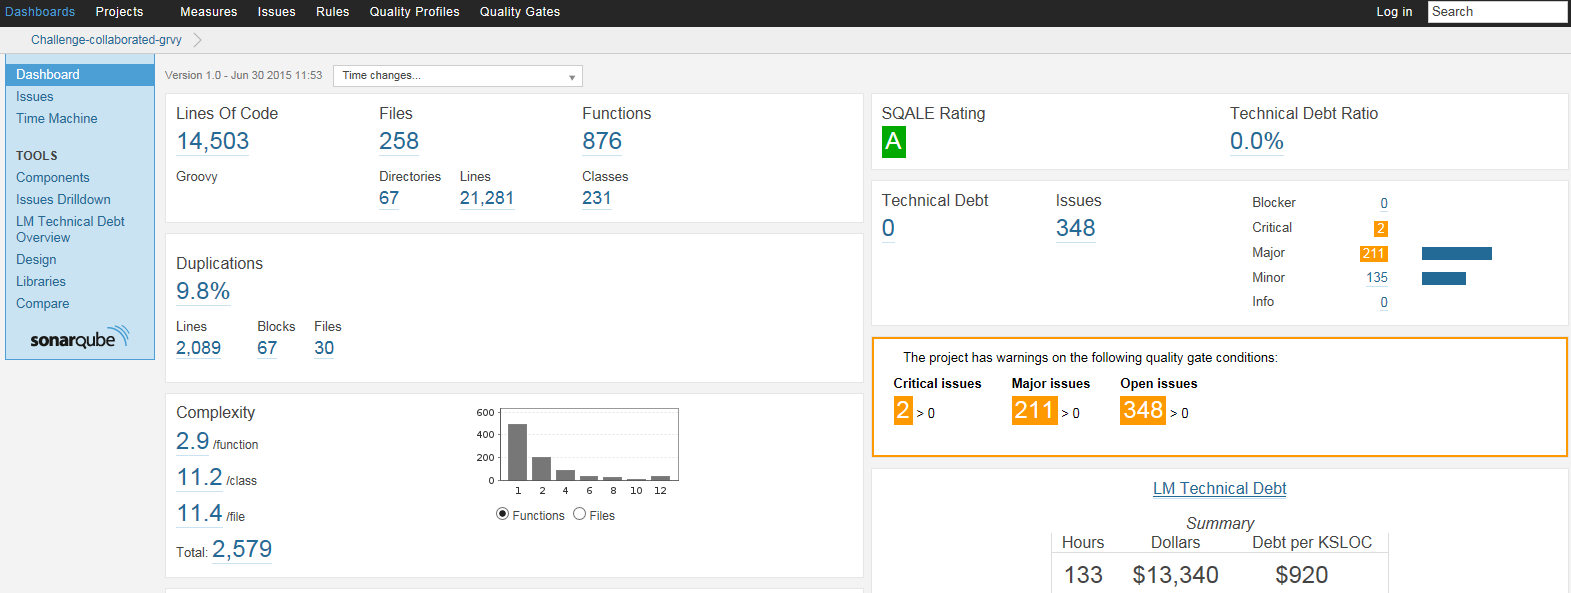 Dashboards Projects Measures Issues Rules Quality Profiles Quality Gates Log in Search
Challenge-collaborated-grvy
Dashboard
Issues
Time Machine
TOOLS
Components
Issues Drilldown
LM Technical Debt
Overview
Design
Libraries
Compare
sonarqube
Version 1.0 - Jun 30 2015 11:53 Time changes...
Lines Of Code Files Functions
14,503 258 876
Groovy Directories Lines Classes
67 21,281 231
Duplications
9.8%
Lines Blocks Files
2,089 67 30
Complexity
2.9 /function
11.2 /class
11.4 /file
Total: 2,579
600
400
200
0
1 2 4 6 8 10 12
Functions Files
SQALE Rating Technical Debt Ratio
A 0.0%
Technical Debt Issues
0 348
Blocker 0
Critical 2
Major 211
Minor 135
Info 0
The project has warnings on the following quality gate conditions:
Critical issues Major issues Open issues
2 > 0 211 > 0 348 > 0
LM Technical Debt
Summary
Hours Dollars Debt per KSLOC
133 $13,340 $920